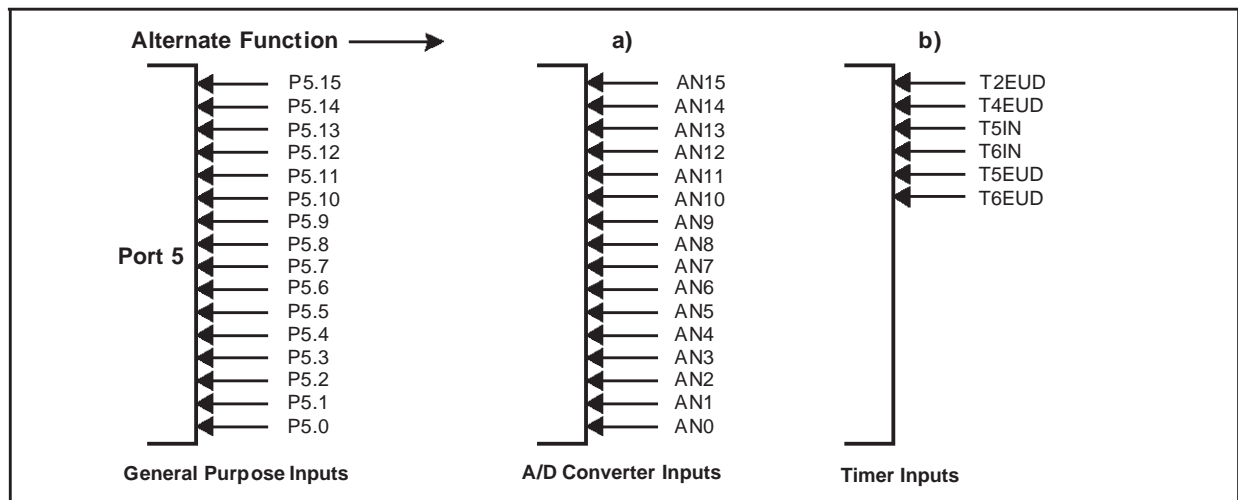 Alternate Function a) b)
P5.15 AN15 T2EUD
P5.14 AN14 T4EUD
P5.13 AN13 T5IN
P5.12 AN12 T6IN
P5.11 AN11 T5EUD
P5.10 AN10 T6EUD
P5.9 AN9
P5.8 AN8
Port 5
P5.7 AN7
P5.6 AN6
P5.5 AN5
P5.4 AN4
P5.3 AN3
P5.2 AN2
P5.1 AN1
P5.0 AN0
General Purpose Inputs A/D Converter Inputs Timer Inputs